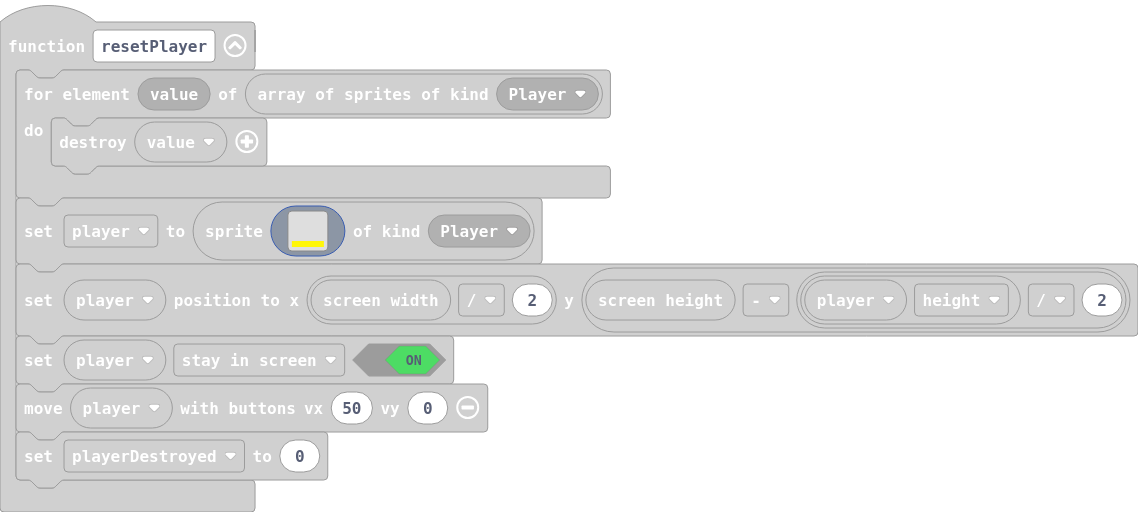 function resetPlayer
for element value of array of sprites of kind Player
do destroy value
set player to sprite of kind Player
set player position to x screen width / 2 y screen height - player height / 2
set player stay in screen ON
move player with buttons vx 50 vy 0
set playerDestroyed to 0